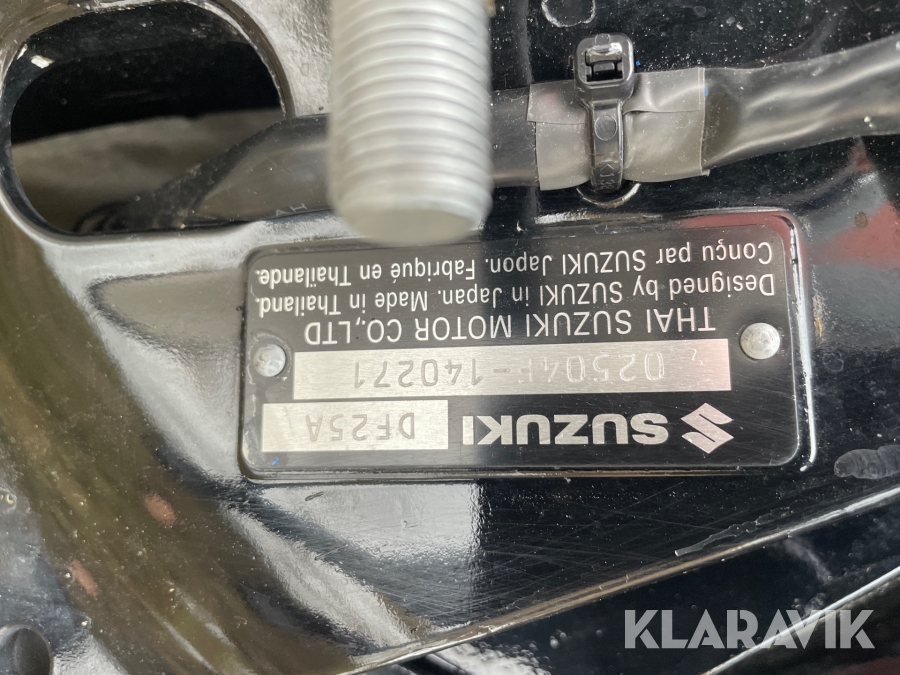 SUZUKI DF25A
02504F-140271
THAI SUZUKI MOTOR CO.,LTD
Designed by SUZUKI in Japan. Made in Thailand.
Conçu par SUZUKI Japon. Fabriqué en Thaïlande.
KLARAVIK